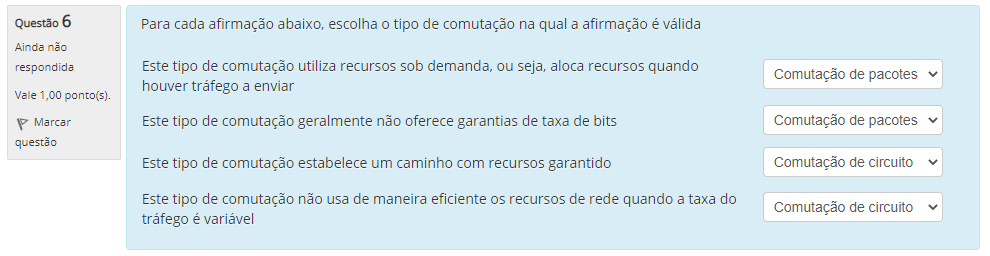 Questão 6
Ainda não
respondida
Vale 1,00 ponto(s).
Marcar
questão
Para cada afirmação abaixo, escolha o tipo de comutação na qual a afirmação é válida
Este tipo de comutação utiliza recursos sob demanda, ou seja, aloca recursos quando
houver tráfego a enviar
Comutação de pacotes
Este tipo de comutação geralmente não oferece garantias de taxa de bits
Comutação de pacotes
Este tipo de comutação estabelece um caminho com recursos garantido
Comutação de circuito
Este tipo de comutação não usa de maneira eficiente os recursos de rede quando a taxa do
tráfego é variável
Comutação de circuito